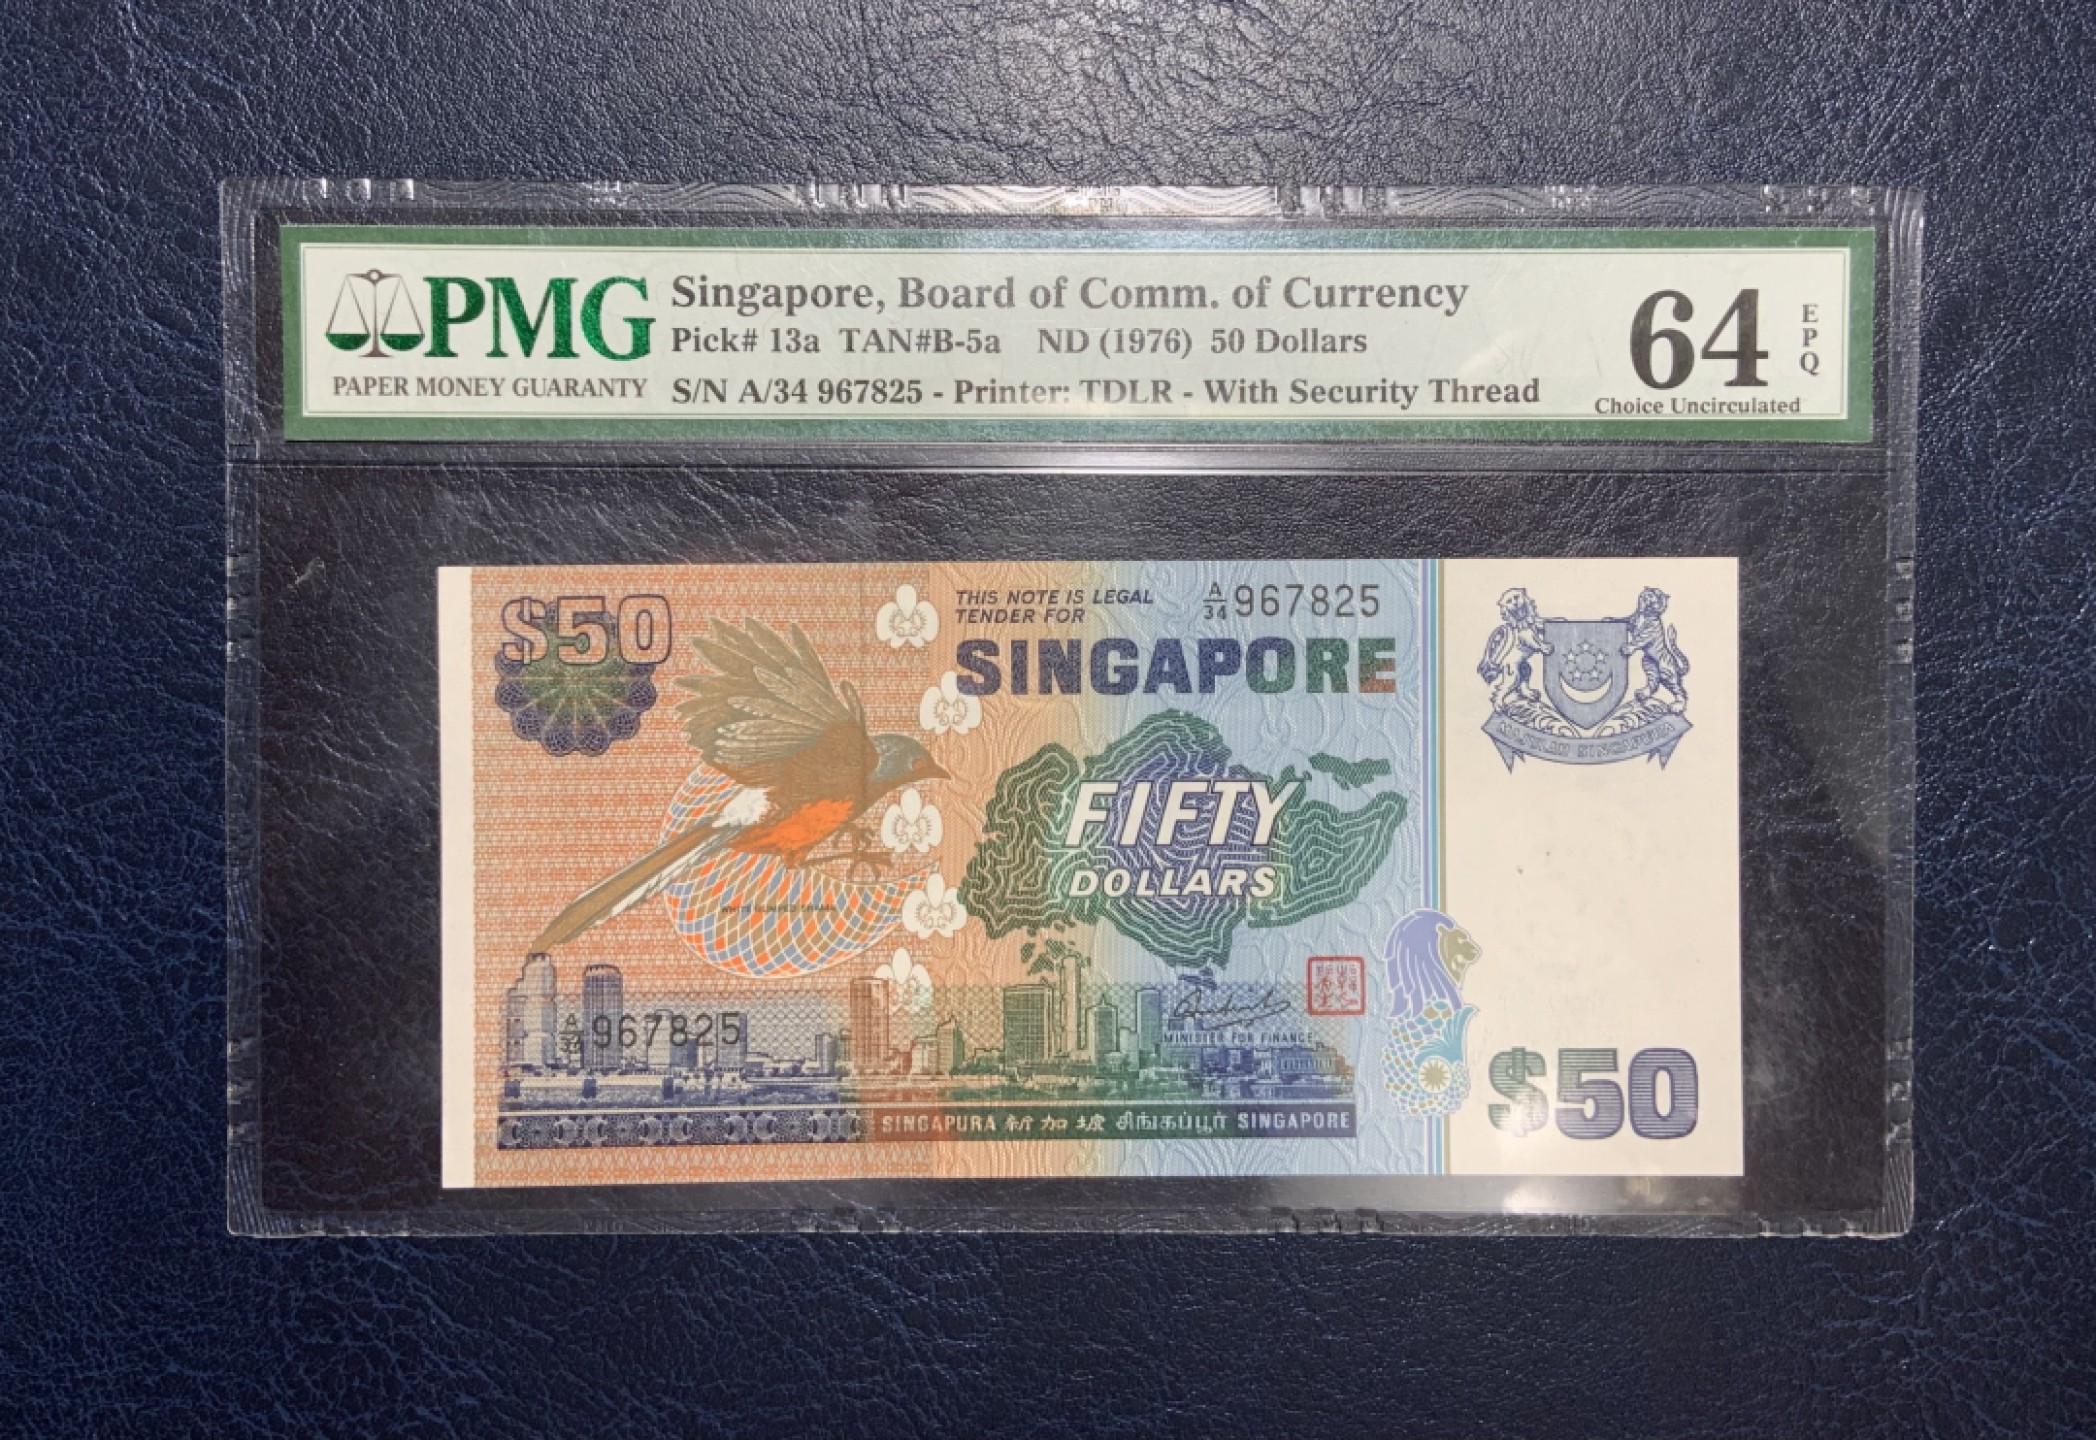 PMG
PAPER MONEY GUARANTY
Singapore, Board of Comm. of Currency
Pick# 13a TAN#B-5a ND (1976) 50 Dollars
S/N A/34 967825 - Printer: TDLR - With Security Thread
64
EPQ
Choice Uncirculated
$50
THIS NOTE IS LEGAL
TENDER FOR
A/34 967825
SINGAPORE
FIFTY
DOLLARS
MAJULAH SINGAPURA
A/34 967825
MINISTER FOR FINANCE
SINGAPURA 新加坡 சிங்கப்பூர் SINGAPORE
$50